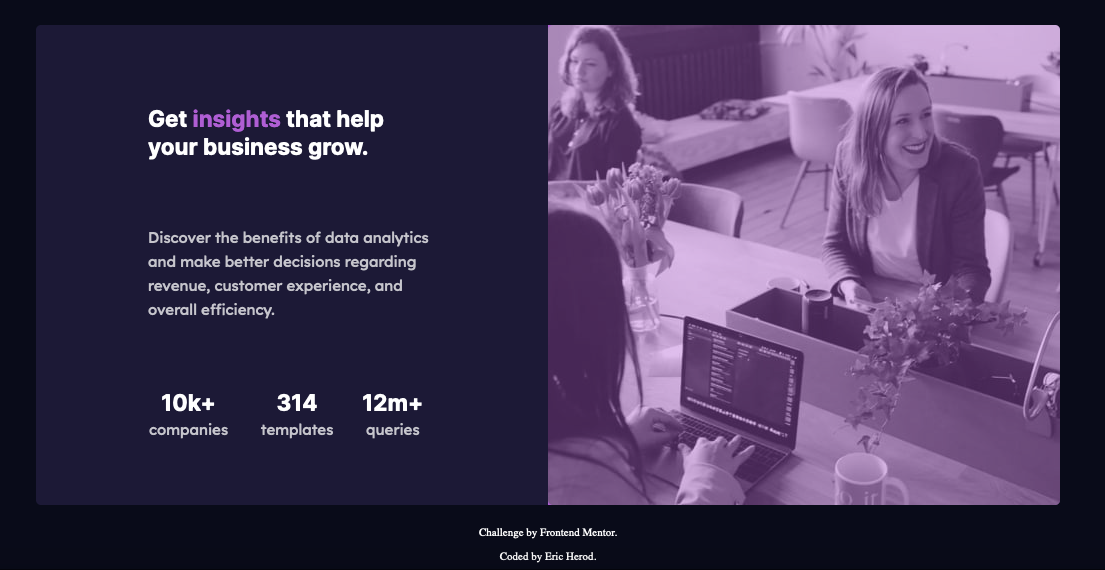 Get insights that help
your business grow.
Discover the benefits of data analytics
and make better decisions regarding
revenue, customer experience, and
overall efficiency.
10k+ 314 12m+
companies templates queries
Challenge by Frontend Mentor.
Coded by Eric Herod.